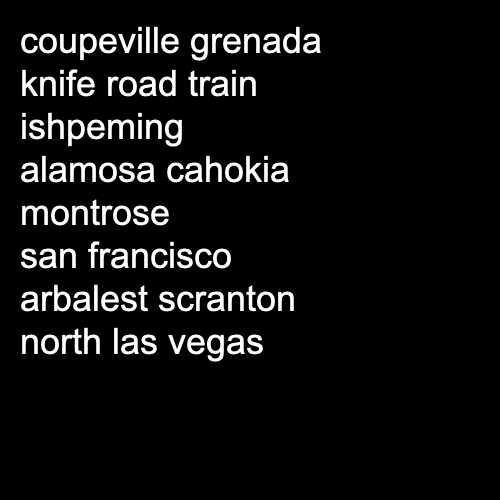 coupeville grenada
knife road train
ishpeming
alamosa cahokia
montrose
san francisco
arbalest scranton
north las vegas